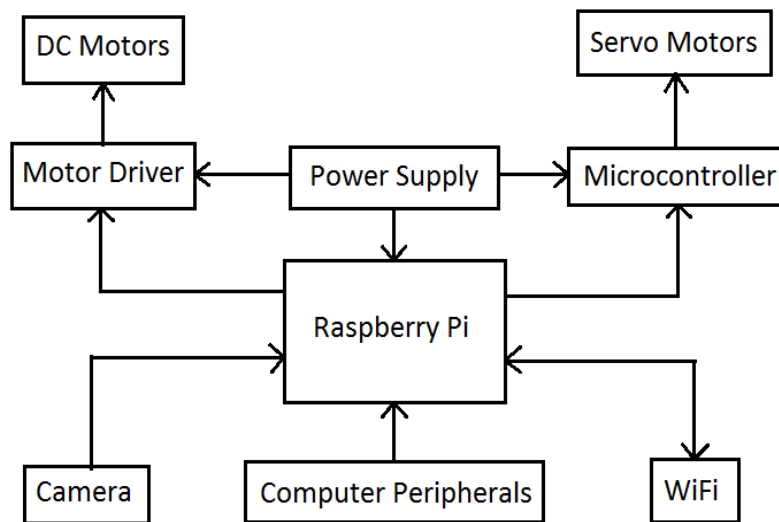 DC Motors
Servo Motors
Motor Driver
Power Supply
Microcontroller
Raspberry Pi
Camera
Computer Peripherals
WiFi